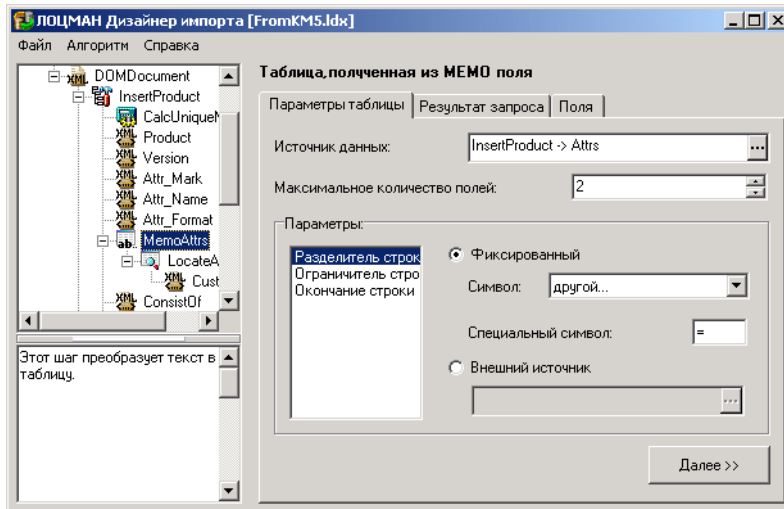 ЛОЦМАН Дизайнер импорта [FromKM5.ldx]
Файл Алгоритм Справка
DOMDocument
InsertProduct
CalcUniqueN
Product
Version
Attr_Mark
Attr_Name
Attr_Format
MemoAttrs
LocateA
Cust
ConsistOf
Этот шаг преобразует текст в
таблицу.
Таблица,полученная из МЕМО поля
Параметры таблицы Результат запроса Поля
Источник данных: InsertProduct -> Attrs ...
Максимальное количество полей: 2
Параметры:
Разделитель строк
Ограничитель стро
Окончание строки
Фиксированный
Символ: другой...
Специальный символ: =
Внешний источник
...
Далее >>